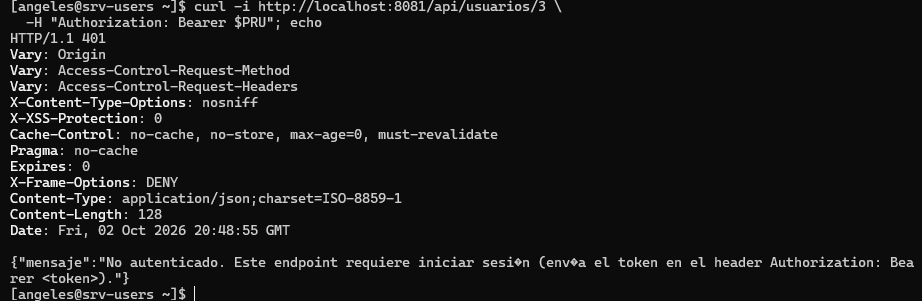 [angeles@srv-users ~]$ curl -i http://localhost:8081/api/usuarios/3 \
  -H "Authorization: Bearer $PRU"; echo
HTTP/1.1 401
Vary: Origin
Vary: Access-Control-Request-Method
Vary: Access-Control-Request-Headers
X-Content-Type-Options: nosniff
X-XSS-Protection: 0
Cache-Control: no-cache, no-store, max-age=0, must-revalidate
Pragma: no-cache
Expires: 0
X-Frame-Options: DENY
Content-Type: application/json;charset=ISO-8859-1
Content-Length: 128
Date: Fri, 02 Oct 2026 20:48:55 GMT

{"mensaje":"No autenticado. Este endpoint requiere iniciar sesi�n (env�a el token en el header Authorization: Bea
rer <token>)."}
[angeles@srv-users ~]$